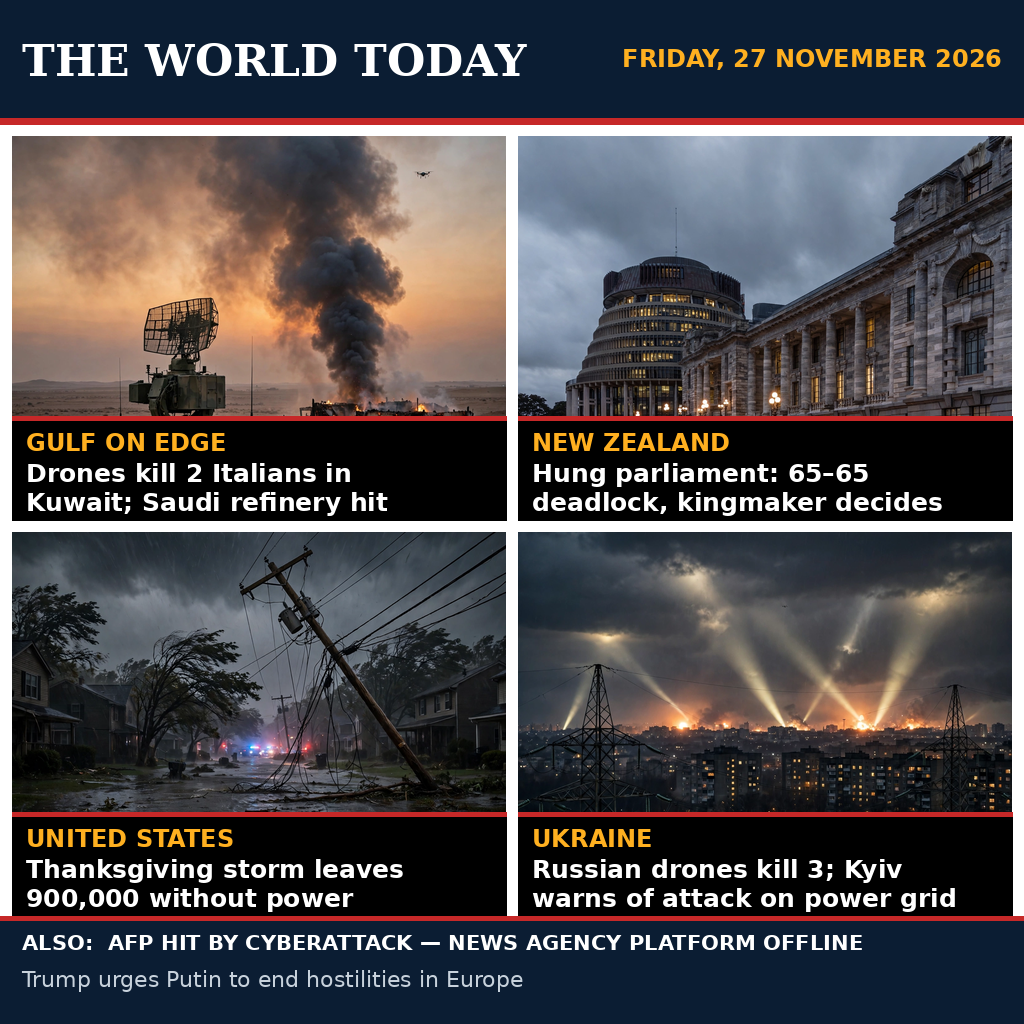 THE WORLD TODAY
FRIDAY, 27 NOVEMBER 2026
GULF ON EDGE
Drones kill 2 Italians in
Kuwait; Saudi refinery hit
NEW ZEALAND
Hung parliament: 65–65
deadlock, kingmaker decides
UNITED STATES
Thanksgiving storm leaves
900,000 without power
UKRAINE
Russian drones kill 3; Kyiv
warns of attack on power grid
ALSO:  AFP HIT BY CYBERATTACK — NEWS AGENCY PLATFORM OFFLINE
Trump urges Putin to end hostilities in Europe